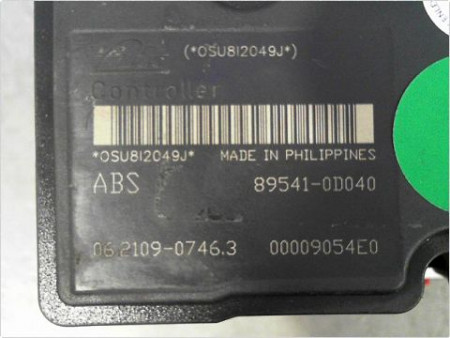 (*OSU8I2049J*)
Controller
*OSU8I2049J* MADE IN PHILIPPINES
ABS 89541-0D040
06.2109-0746.3 00009054E0